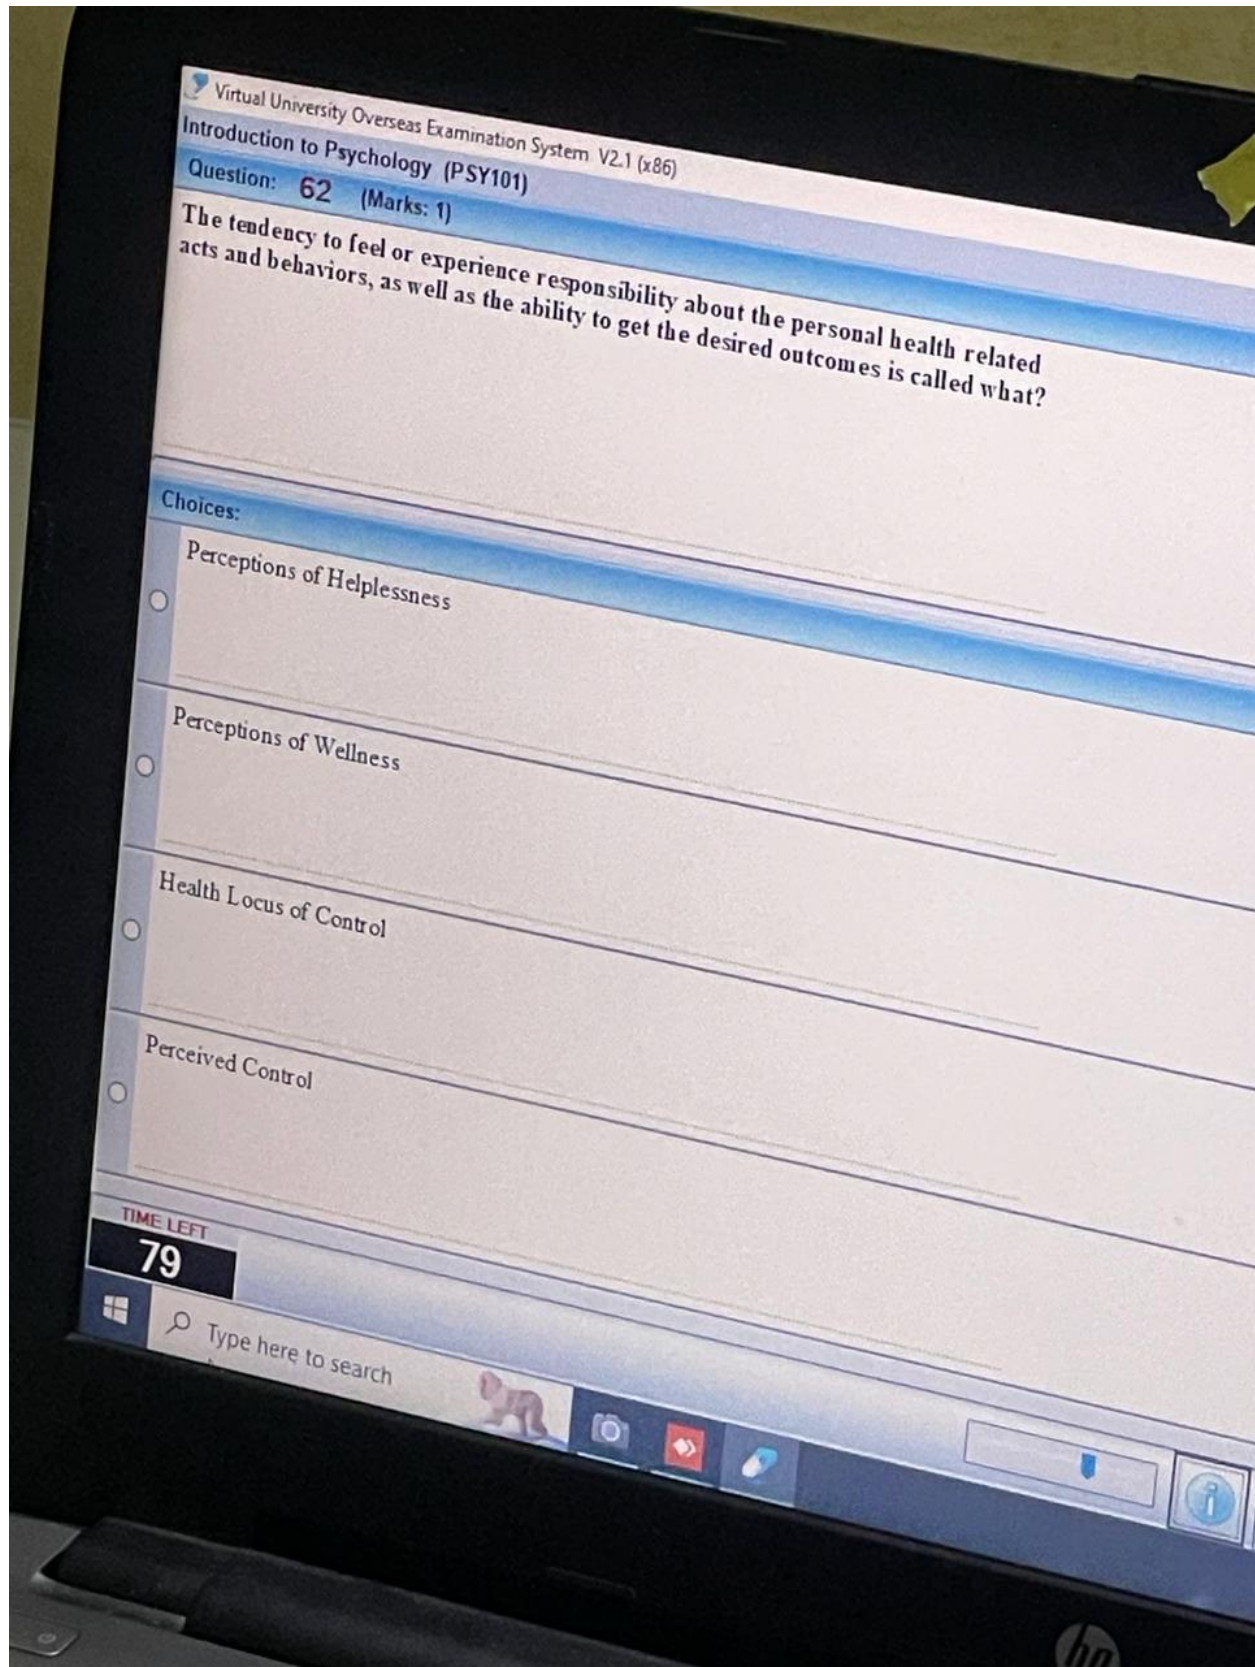 Virtual University Overseas Examination System V2.1 (x86)
Introduction to Psychology (PSY101)
Question: 62 (Marks: 1)
The tendency to feel or experience responsibility about the personal health related
acts and behaviors, as well as the ability to get the desired outcomes is called what?
Choices:
Perceptions of Helplessness
Perceptions of Wellness
Health Locus of Control
Perceived Control
TIME LEFT
79
Type here to search
hp